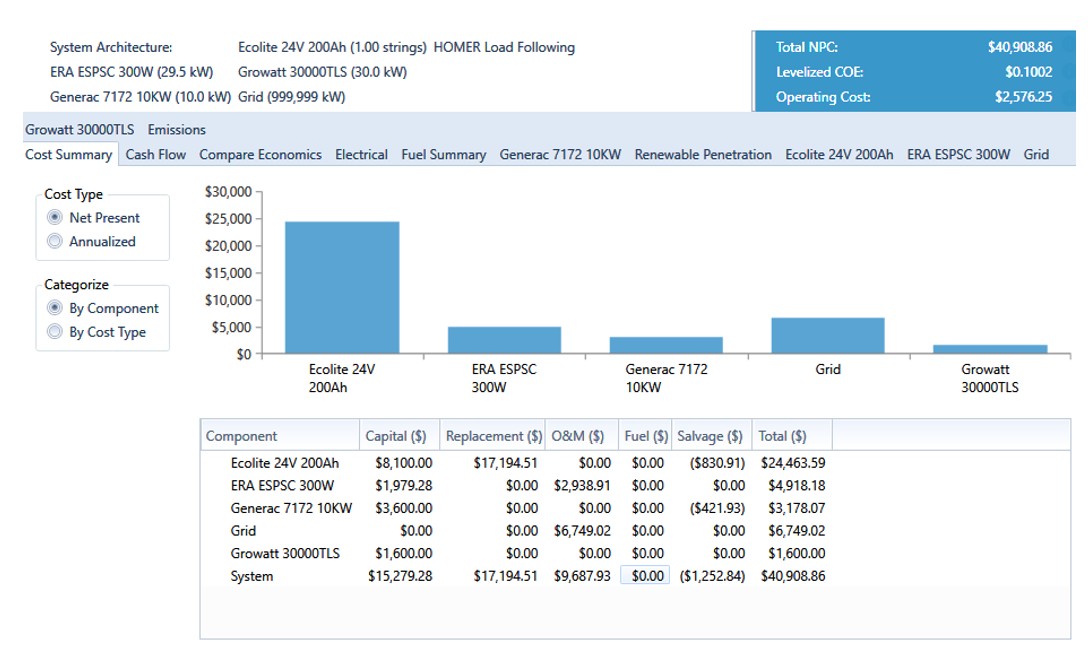 System Architecture: Ecolite 24V 200Ah (1.00 strings) HOMER Load Following
ERA ESPSC 300W (29.5 kW) Growatt 30000TLS (30.0 kW)
Generac 7172 10KW (10.0 kW) Grid (999,999 kW)
Total NPC: $40,908.86
Levelized COE: $0.1002
Operating Cost: $2,576.25
Growatt 30000TLS Emissions
Cost Summary Cash Flow Compare Economics Electrical Fuel Summary Generac 7172 10KW Renewable Penetration Ecolite 24V 200Ah ERA ESPSC 300W Grid
Cost Type
Net Present
Annualized
Categorize
By Component
By Cost Type
$30,000
$25,000
$20,000
$15,000
$10,000
$5,000
$0
Ecolite 24V
200Ah
ERA ESPSC
300W
Generac 7172
10KW
Grid
Growatt
30000TLS
Component Capital ($) Replacement ($) O&M ($) Fuel ($) Salvage ($) Total ($)
Ecolite 24V 200Ah $8,100.00 $17,194.51 $0.00 $0.00 ($830.91) $24,463.59
ERA ESPSC 300W $1,979.28 $0.00 $2,938.91 $0.00 $0.00 $4,918.18
Generac 7172 10KW $3,600.00 $0.00 $0.00 $0.00 ($421.93) $3,178.07
Grid $0.00 $0.00 $6,749.02 $0.00 $0.00 $6,749.02
Growatt 30000TLS $1,600.00 $0.00 $0.00 $0.00 $0.00 $1,600.00
System $15,279.28 $17,194.51 $9,687.93 $0.00 ($1,252.84) $40,908.86